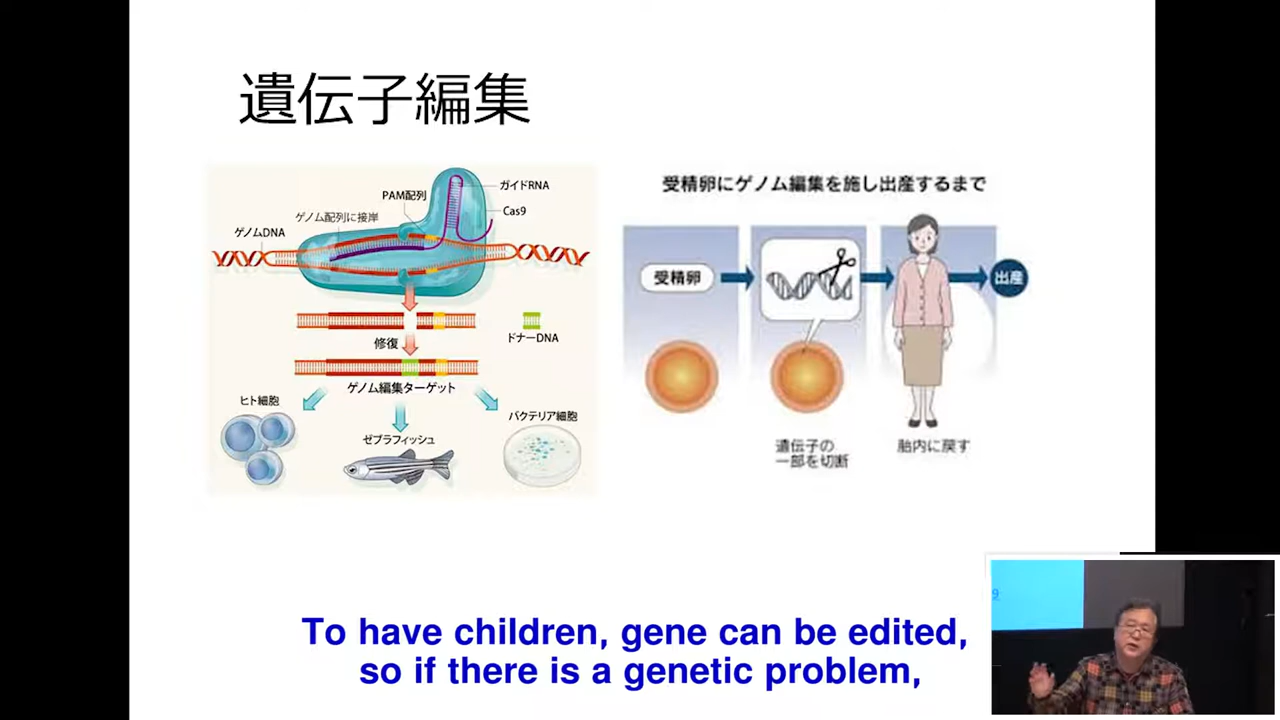 遺伝子編集
ガイドRNA
PAM配列
Cas9
ゲノム配列に接岸
ゲノムDNA
修復
ドナーDNA
ゲノム編集ターゲット
ヒト細胞
ゼブラフィッシュ
バクテリア細胞
受精卵にゲノム編集を施し出産するまで
受精卵
出産
遺伝子の
一部を切断
胎内に戻す
9
To have children, gene can be edited,
so if there is a genetic problem,